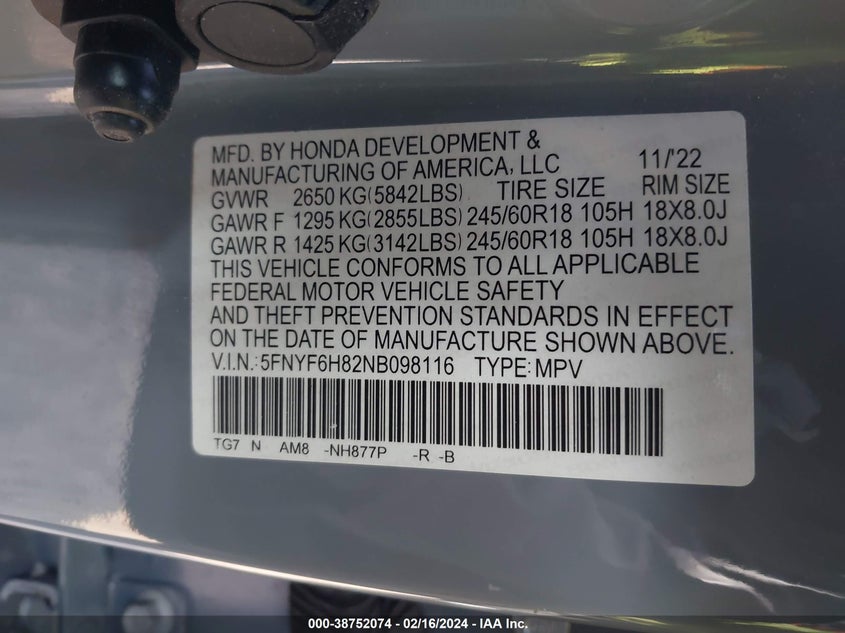 MFD. BY HONDA DEVELOPMENT &
MANUFACTURING OF AMERICA, LLC 11/'22
GVWR 2650 KG(5842LBS) TIRE SIZE RIM SIZE
GAWR F 1295 KG(2855LBS) 245/60R18 105H 18X8.0J
GAWR R 1425 KG(3142LBS) 245/60R18 105H 18X8.0J
THIS VEHICLE CONFORMS TO ALL APPLICABLE
FEDERAL MOTOR VEHICLE SAFETY
AND THEFT PREVENTION STANDARDS IN EFFECT
ON THE DATE OF MANUFACTURE SHOWN ABOVE.
V.I.N.:5FNYF6H82NB098116 TYPE:MPV
TG7 N AM8 -NH877P -R -B
000-38752074 - 02/16/2024 - IAA Inc.